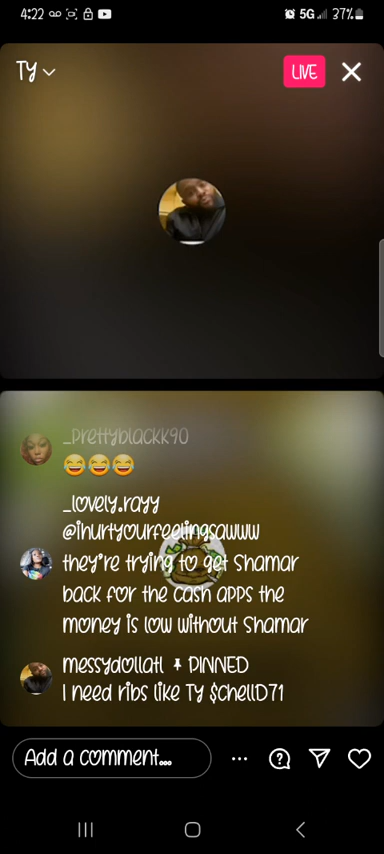 4:22
5G
37%
TY
LIVE
_prettyblackk90
😂😂😂
_lovely.rayy
@ihurtyourfeelingsawww
they're trying to get Shamar
back for the cash apps the
money is low without Shamar
messydollatl 📌 PINNED
I need ribs like Ty $chellD71
Add a comment...